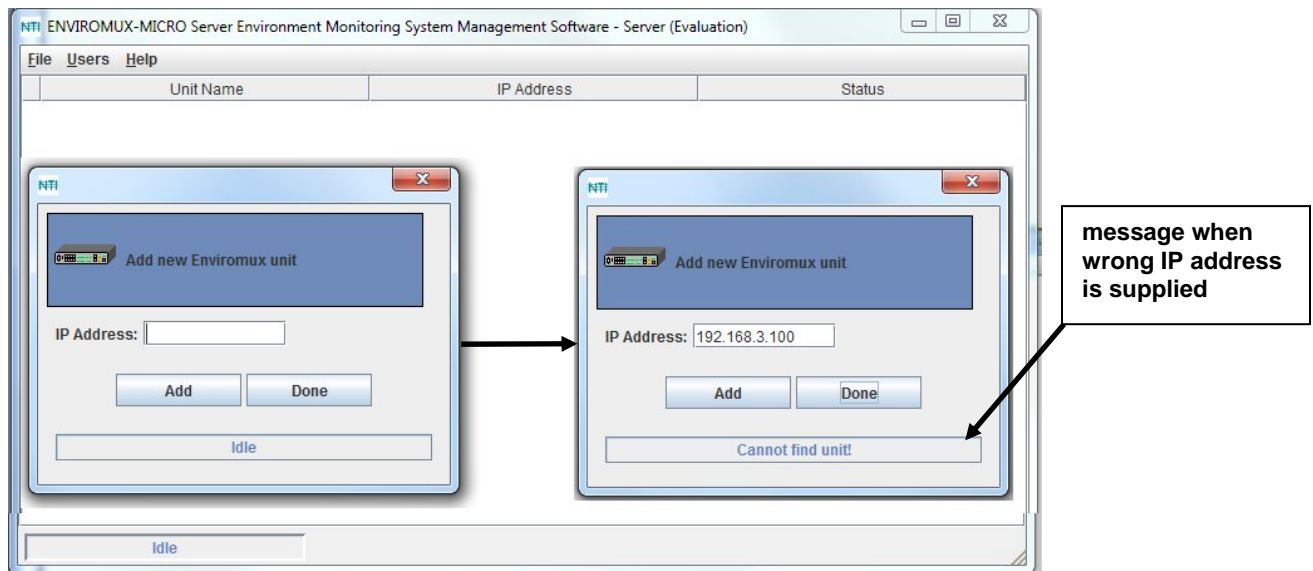 NTI ENVIROMUX-MICRO Server Environment Monitoring System Management Software - Server (Evaluation)
File Users Help
Unit Name IP Address Status
NTI
Add new Enviromux unit
IP Address:
Add Done
Idle
NTI
Add new Enviromux unit
IP Address: 192.168.3.100
Add Done
Cannot find unit!
message when
wrong IP address
is supplied
Idle